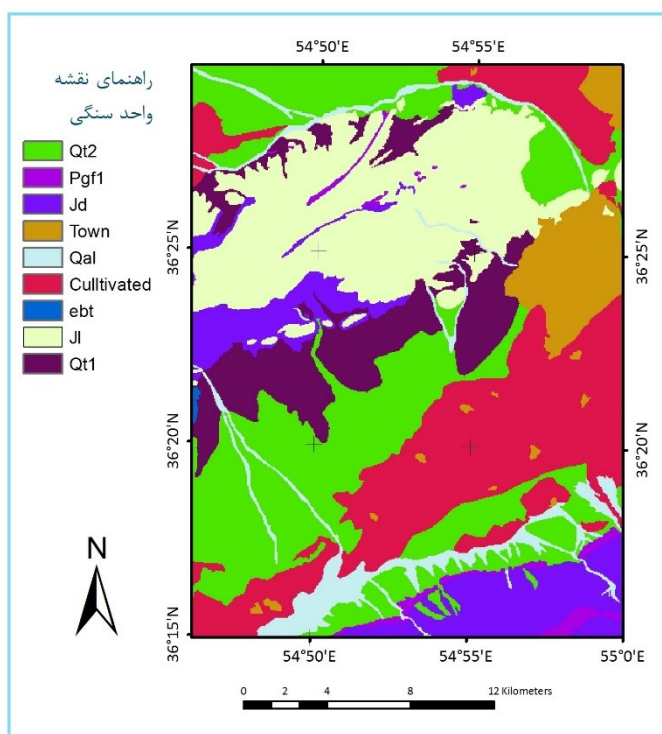 54°50'E 54°55'E
راهنمای نقشه
واحد سنگی
Qt2
Pgf1
Jd
Town
Qal
Culltivated
ebt
Jl
Qt1
36°25'N 36°25'N
36°20'N 36°20'N
36°15'N
N
54°50'E 54°55'E 55°0'E
0 2 4 8 12 Kilometers